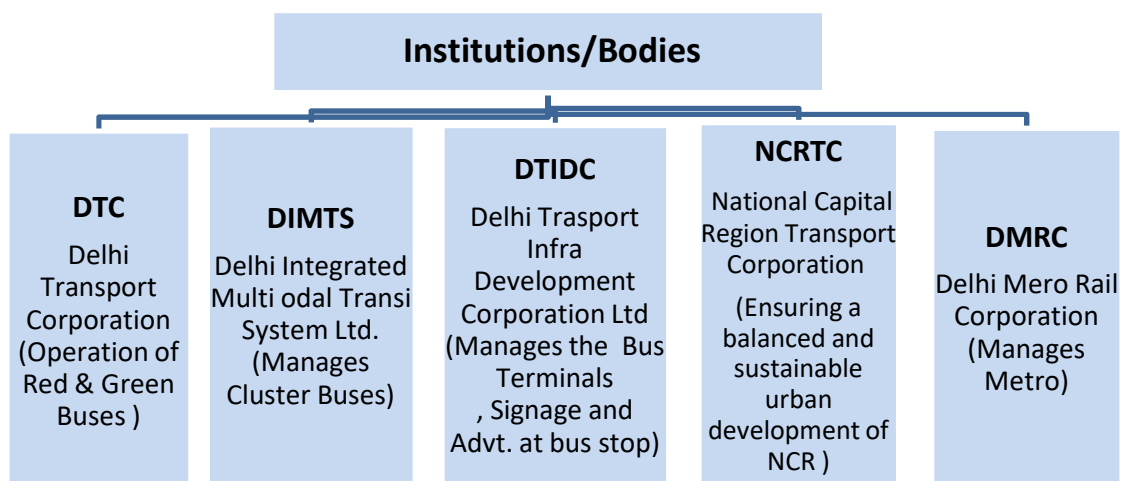 Institutions/Bodies
DTC
Delhi
Transport
Corporation
(Operation of
Red & Green
Buses )
DIMTS
Delhi Integrated
Multi odal Transi
System Ltd.
(Manages
Cluster Buses)
DTIDC
Delhi Trasport
Infra
Development
Corporation Ltd
(Manages the Bus
Terminals
, Signage and
Advt. at bus stop)
NCRTC
National Capital
Region Transport
Corporation
(Ensuring a
balanced and
sustainable
urban
development of
NCR )
DMRC
Delhi Mero Rail
Corporation
(Manages
Metro)